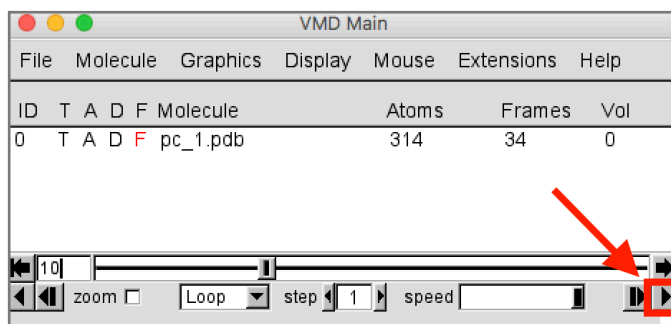 VMD Main
File Molecule Graphics Display Mouse Extensions Help
ID T A D F Molecule Atoms Frames Vol
0 T A D F pc_1.pdb 314 34 0
10
zoom Loop step 1 speed